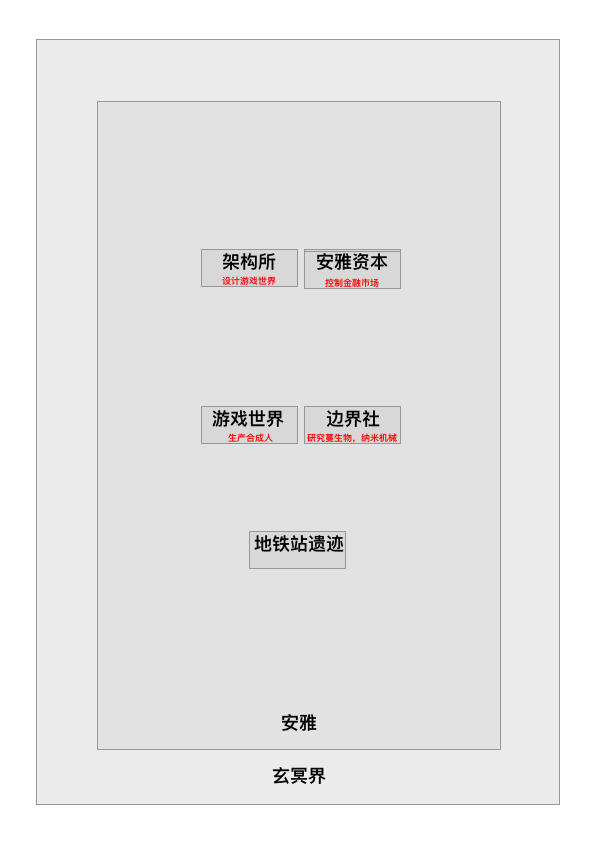 架构所
设计游戏世界
安雅资本
控制金融市场
游戏世界
生产合成人
边界社
研究蔓生物，纳米机械
地铁站遗迹
安雅
玄冥界